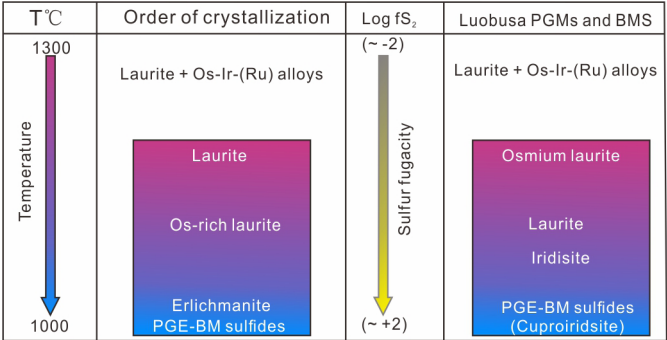 T℃
Order of crystallization
Log fS₂
Luobusa PGMs and BMS
1300
Temperature
1000
Laurite + Os-Ir-(Ru) alloys
Laurite
Os-rich laurite
Erlichmanite
PGE-BM sulfides
(~ -2)
Sulfur fugacity
(~ +2)
Laurite + Os-Ir-(Ru) alloys
Osmium laurite
Laurite
Iridisite
PGE-BM sulfides
(Cuproiridsite)